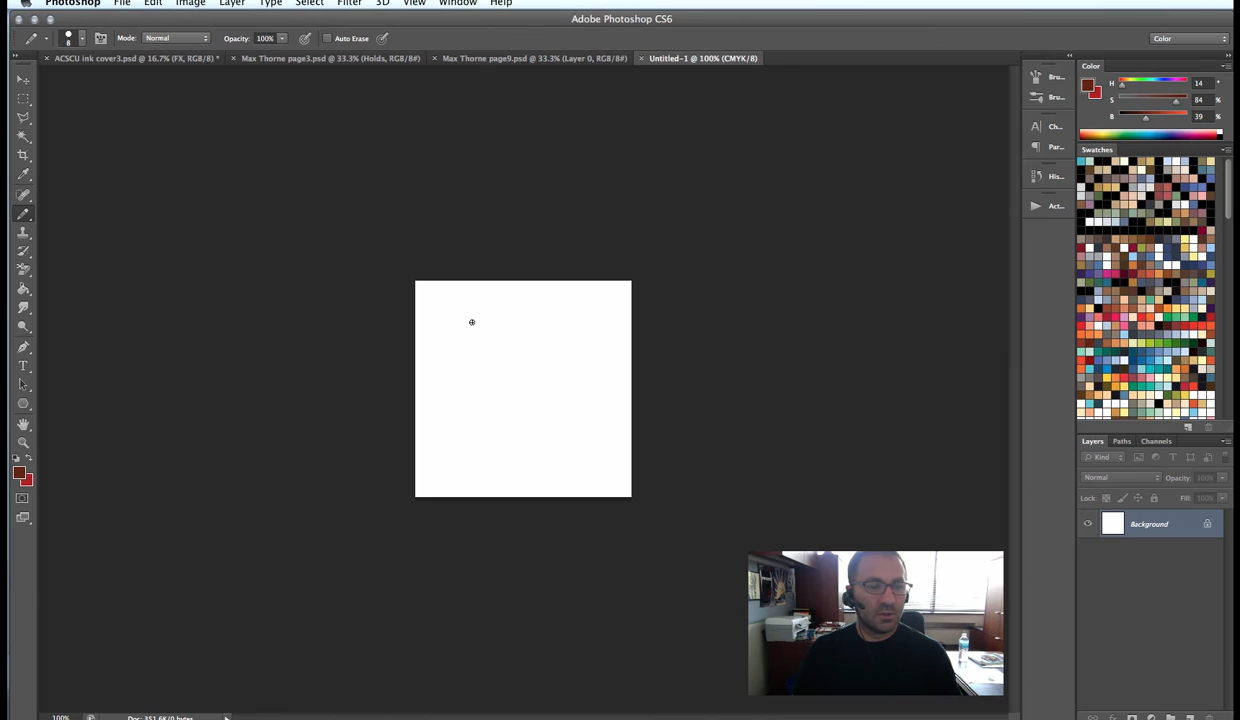 Photoshop File Edit Image Layer Type Select Filter 3D View Window Help
Adobe Photoshop CS6
8 Mode: Normal Opacity: 100% Auto Erase Color
× ACSCU ink cover3.psd @ 16.7% (FX, RGB/8) * × Max Thorne page3.psd @ 33.3% (Holds, RGB/8#) × Max Thorne page9.psd @ 33.3% (Layer 0, RGB/8#) × Untitled-1 @ 100% (CMYK/8)
Color
H 14 °
S 84 %
B 39 %
Bru...
Bru...
Ch...
Par...
His...
Act...
Swatches
Layers Paths Channels
Kind
Normal Opacity: 100%
Lock: Fill: 100%
Background
100% Doc: 351.6K/0 bytes